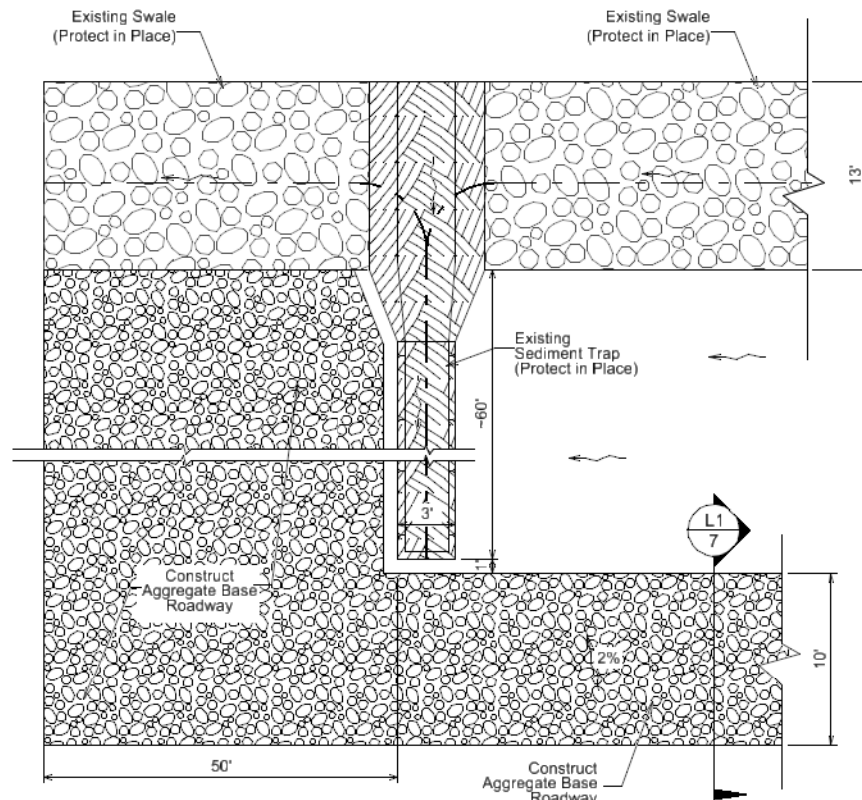 Existing Swale
(Protect in Place)
Existing Swale
(Protect in Place)
13'
Existing
Sediment Trap
(Protect in Place)
~60'
3'
L1
7
1'
Construct
Aggregate Base
Roadway
2%
10'
50'
Construct
Aggregate Base
Roadway